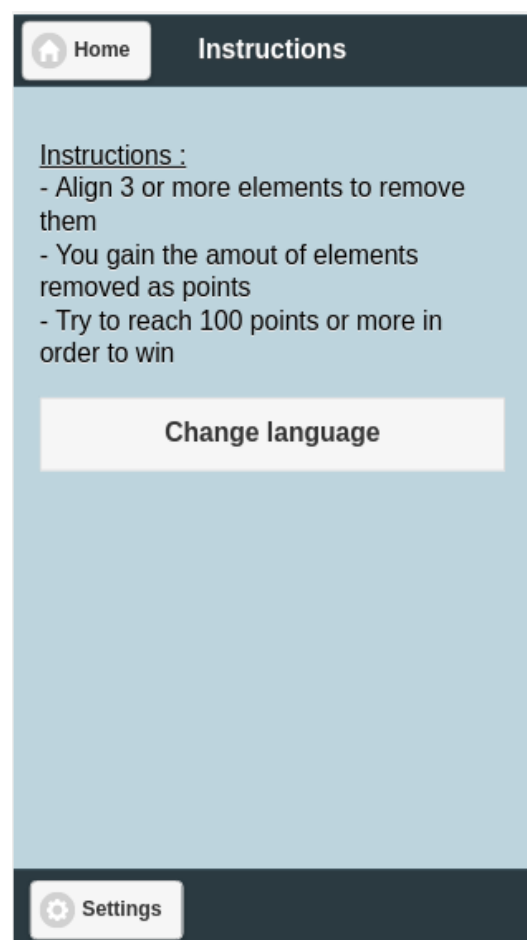 Home
Instructions
Instructions :
- Align 3 or more elements to remove
them
- You gain the amout of elements
removed as points
- Try to reach 100 points or more in
order to win
Change language
Settings